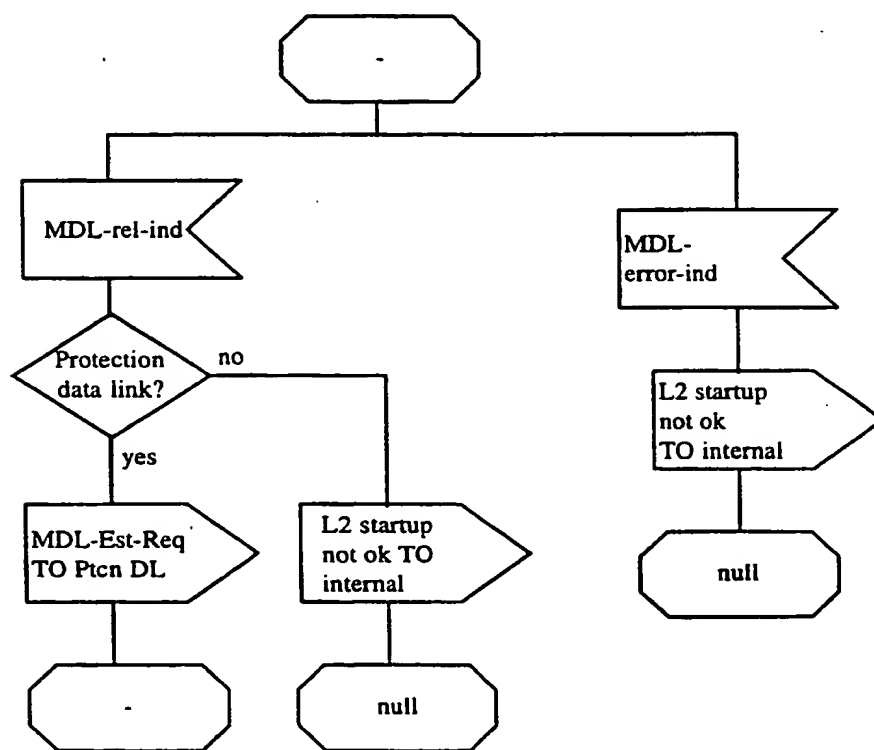 -
MDL-rel-ind
MDL-
error-ind
Protection
data link?
no
yes
L2 startup
not ok
TO internal
MDL-Est-Req
TO Ptcn DL
L2 startup
not ok TO
internal
null
-
null